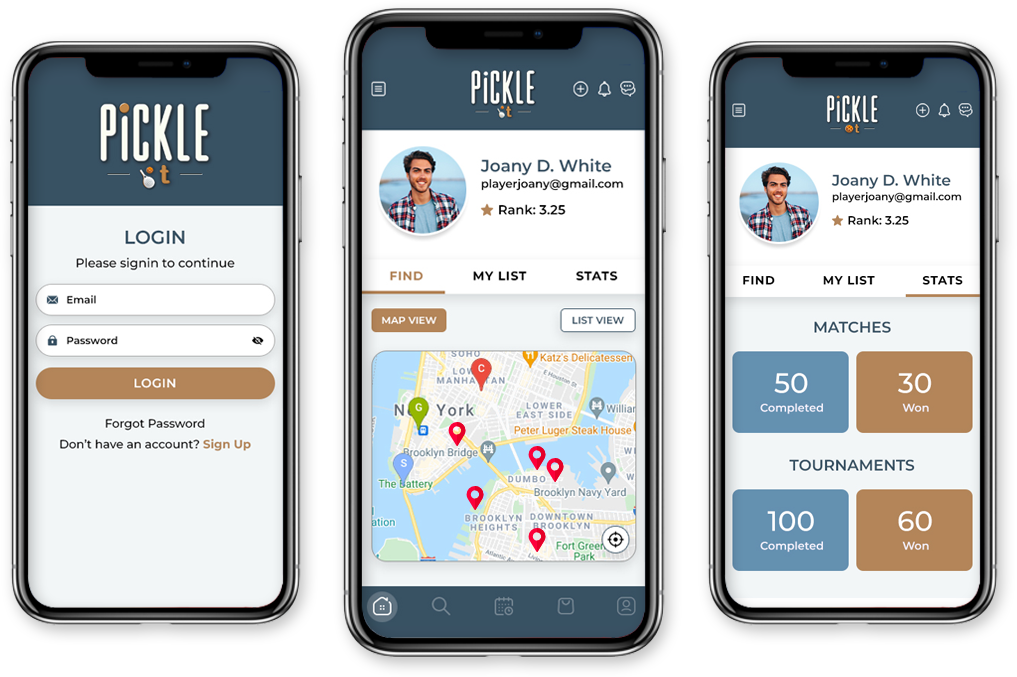 PiCKLE
t
LOGIN
Please signin to continue
Email
Password
LOGIN
Forgot Password
Don't have an account? Sign Up
PiCKLE
t
Joany D. White
playerjoany@gmail.com
Rank: 3.25
FIND MY LIST STATS
MAP VIEW LIST VIEW
SOHO
Katz's Delicatessen
E Houston St
C
MANHATTAN
G
New York
LOWER
EAST SIDE
Peter Luger Steak House
Brooklyn Bridge
S
The Battery
DUMBO
Brooklyn Navy Yard
BROOKLYN
HEIGHTS
DOWNTOWN
BROOKLYN
Fort Greene
Park
PiCKLE
t
Joany D. White
playerjoany@gmail.com
Rank: 3.25
FIND MY LIST STATS
MATCHES
50 30
Completed Won
TOURNAMENTS
100 60
Completed Won